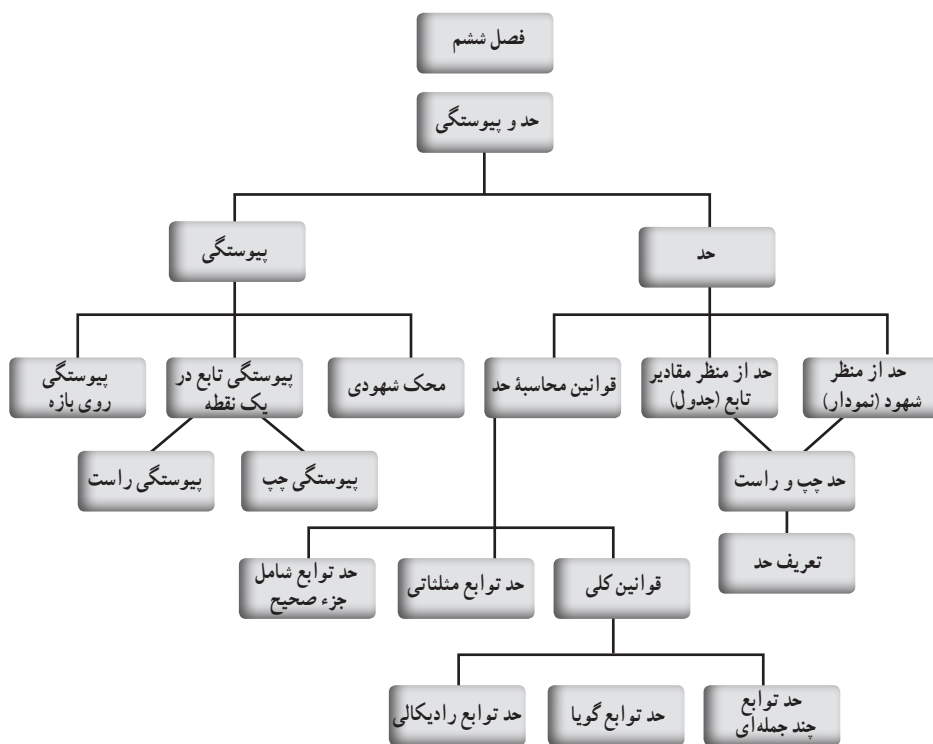 فصل ششم
حد و پیوستگی
حد
پیوستگی
حد از منظر
شهود (نمودار)
حد از منظر مقادیر
تابع (جدول)
قوانین محاسبۀ حد
محک شهودی
پیوستگی تابع در
یک نقطه
پیوستگی
روی بازه
حد چپ و راست
پیوستگی چپ
پیوستگی راست
تعریف حد
قوانین کلی
حد توابع مثلثاتی
حد توابع شامل
جزء صحیح
حد توابع
چند جمله‌ای
حد توابع گویا
حد توابع رادیکالی